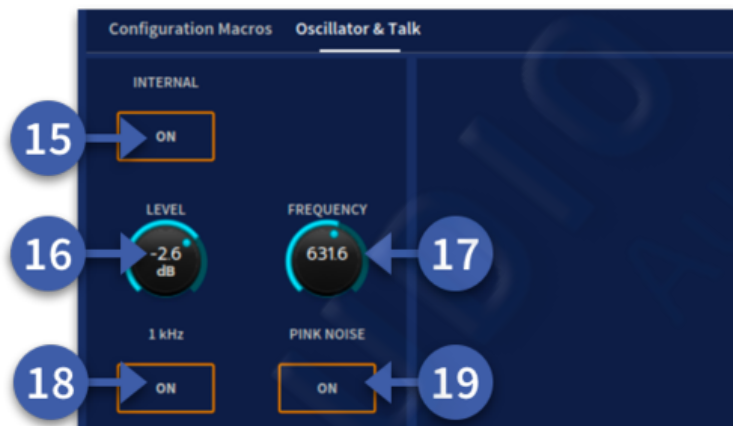 Configuration Macros Oscillator & Talk
INTERNAL
15 ON
LEVEL FREQUENCY
16 -2.6 dB 631.6 17
1 kHz PINK NOISE
18 ON ON 19